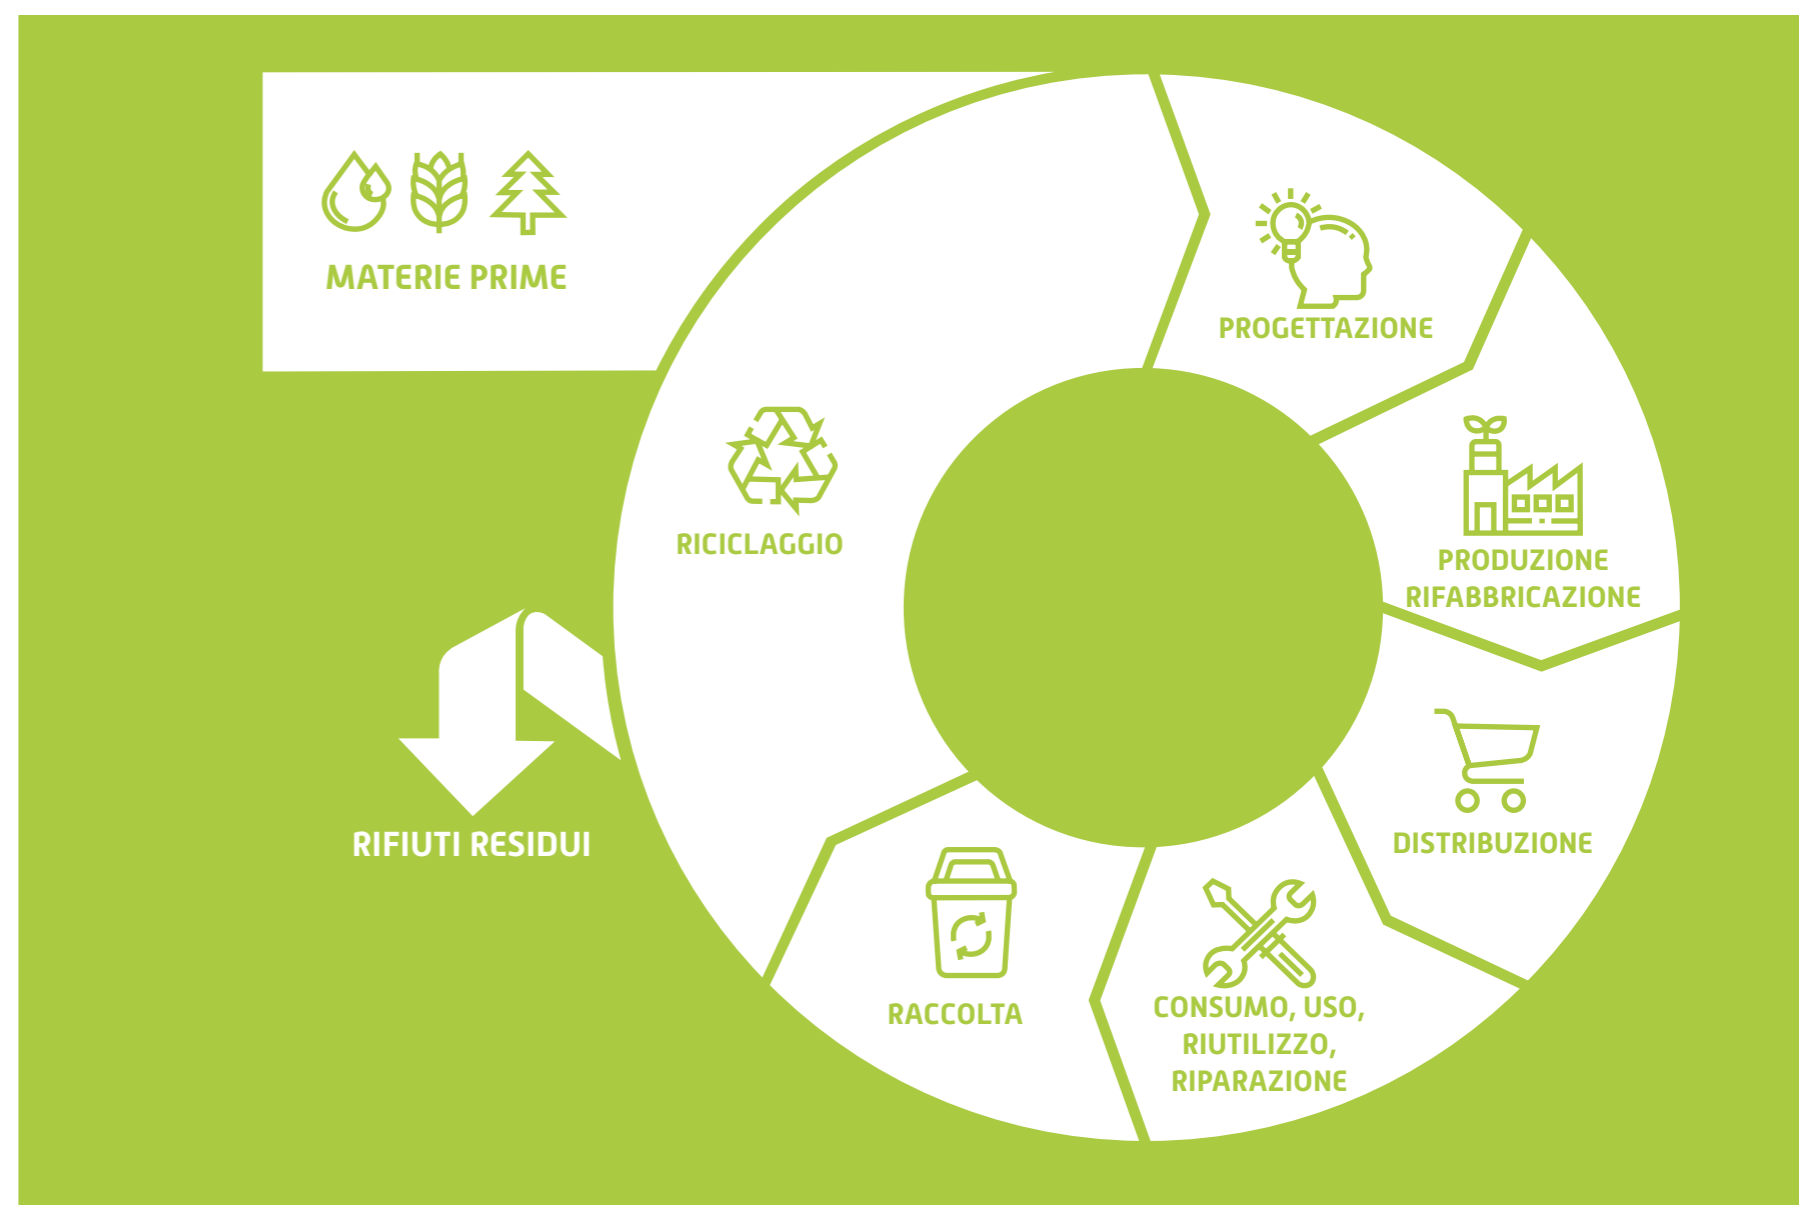 MATERIE PRIME
PROGETTAZIONE
PRODUZIONE
RIFABBRICAZIONE
DISTRIBUZIONE
CONSUMO, USO,
RIUTILIZZO,
RIPARAZIONE
RACCOLTA
RICICLAGGIO
RIFIUTI RESIDUI